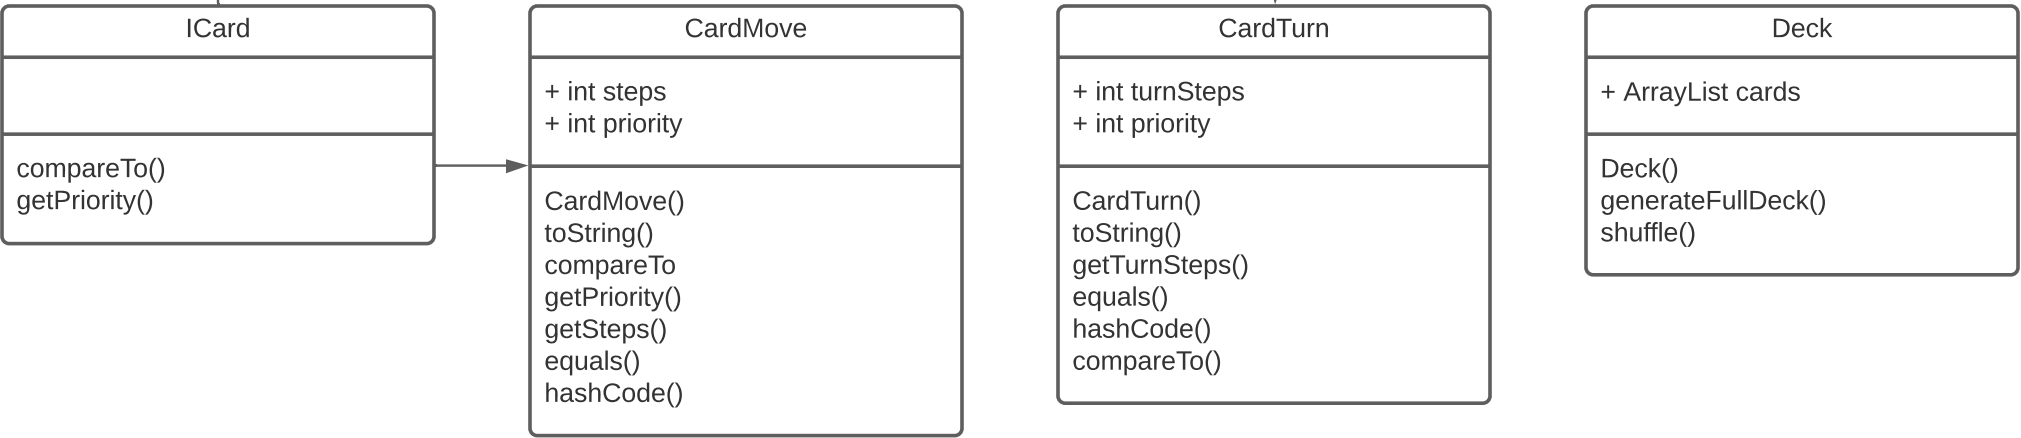 ICard
compareTo()
getPriority()
CardMove
+ int steps
+ int priority
CardMove()
toString()
compareTo
getPriority()
getSteps()
equals()
hashCode()
CardTurn
+ int turnSteps
+ int priority
CardTurn()
toString()
getTurnSteps()
equals()
hashCode()
compareTo()
Deck
+ ArrayList cards
Deck()
generateFullDeck()
shuffle()